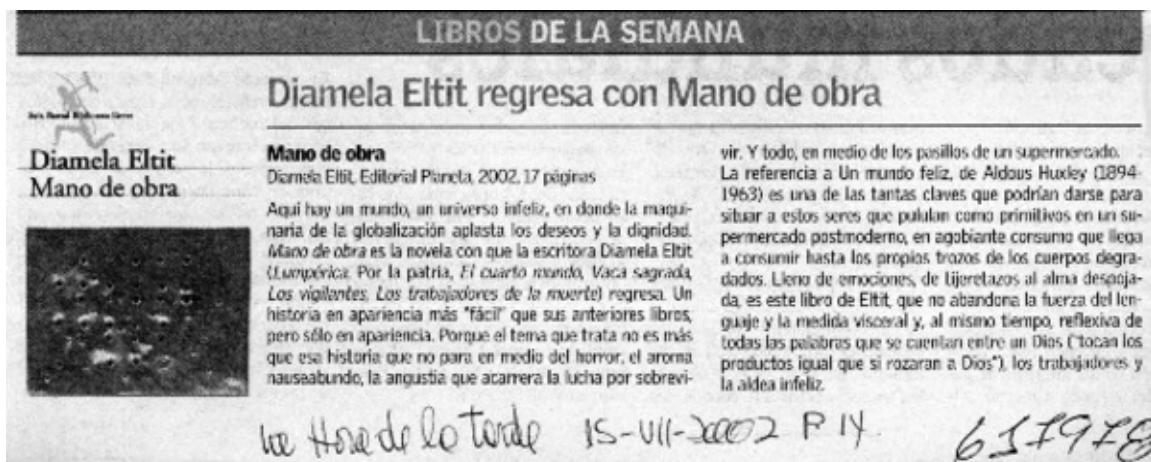 LIBROS DE LA SEMANA
Diamela Eltit regresa con Mano de obra
Diamela Eltit
Mano de obra
Mano de obra
Diamela Eltit, Editorial Planeta, 2002, 17 páginas
Aquí hay un mundo, un universo infeliz, en donde la maqui-
naria de la globalización aplasta los deseos y la dignidad.
Mano de obra es la novela con que la escritora Diamela Eltit
(Lumpérica, Por la patria, El cuarto mundo, Vaca sagrada,
Los vigilantes, Los trabajadores de la muerte) regresa. Un
historia en apariencia más "fácil" que sus anteriores libros,
pero sólo en apariencia. Porque el tema que trata no es más
que esa historia que no para en medio del horror, el aroma
nauseabundo, la angustia que acarrera la lucha por sobrevi-
vir. Y todo, en medio de los pasillos de un supermercado.
La referencia a Un mundo feliz, de Aldous Huxley (1894-
1963) es una de las tantas claves que podrían darse para
situar a estos seres que pululan como primitivos en un su-
permercado postmoderno, en agobiante consumo que llega
a consumir hasta los propios trozos de los cuerpos degra-
dados. Lleno de emociones, de tijeretazos al alma despoja-
da, es este libro de Eltit, que no abandona la fuerza del len-
guaje y la medida visceral y, al mismo tiempo, reflexiva de
todas las palabras que se cuentan entre un Dios ("tocan los
productos igual que si rozaran a Dios"), los trabajadores y
la aldea infeliz.
La Hora de la tarde 15-VII-2002 P 14.